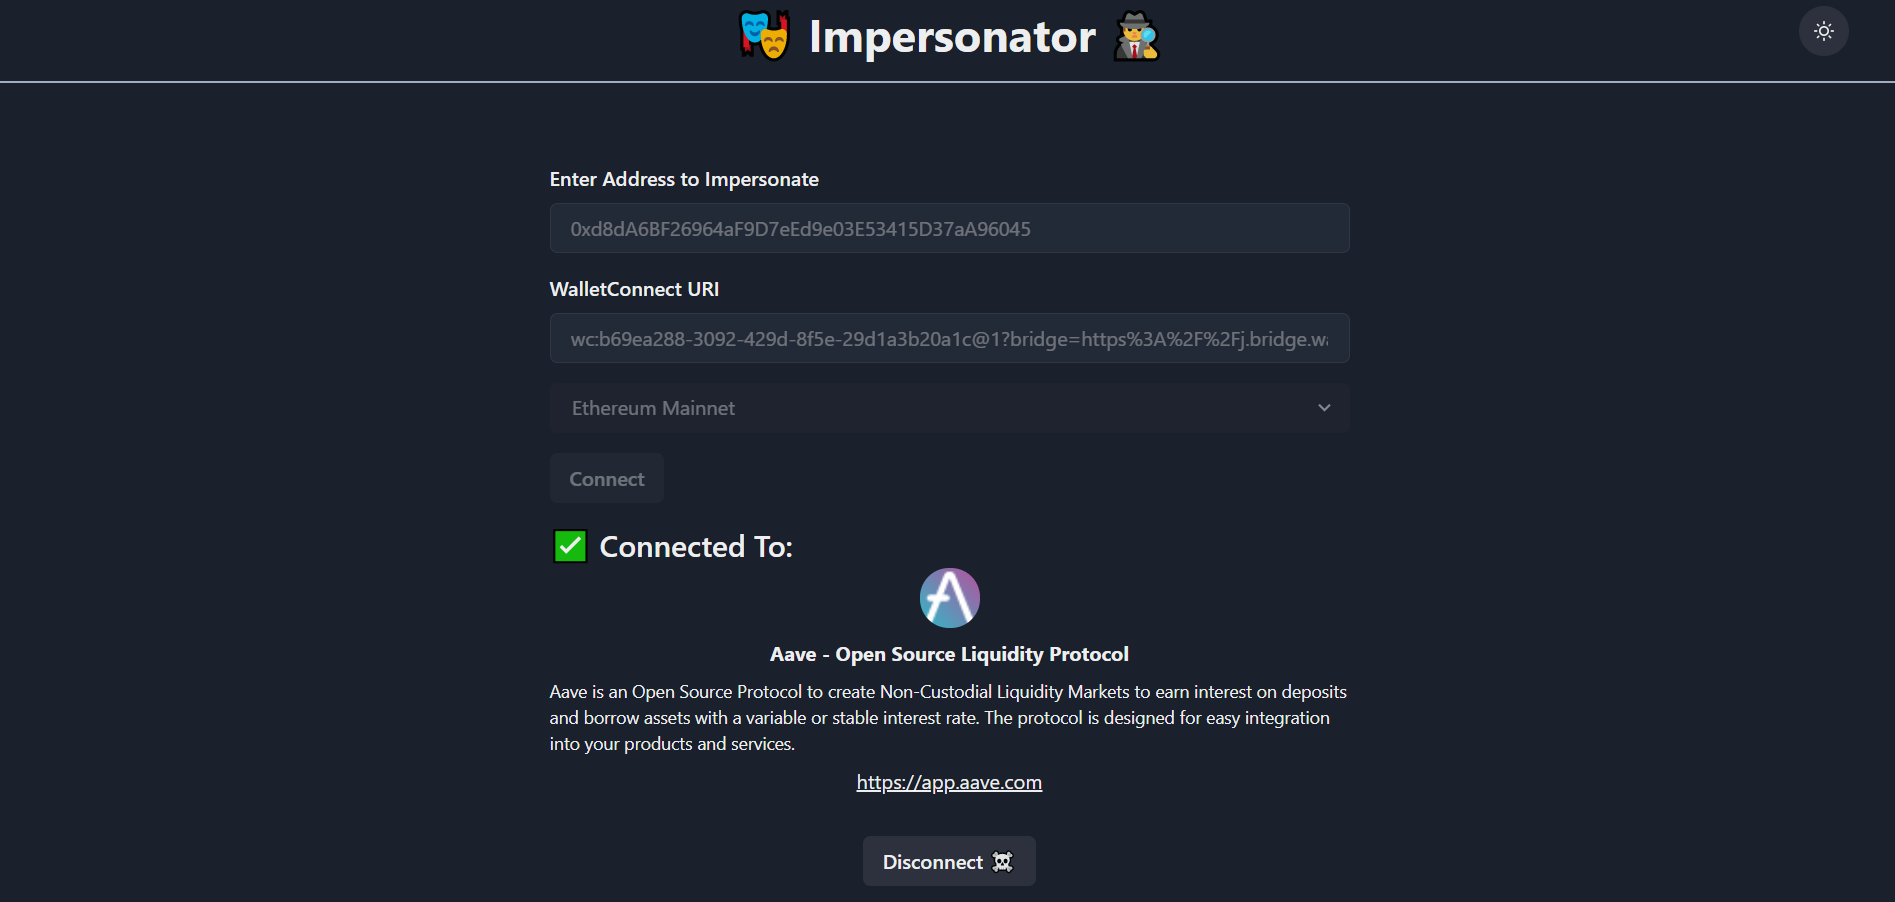 Impersonator
Enter Address to Impersonate
0xd8dA6BF26964aF9D7eEd9e03E53415D37aA96045
WalletConnect URI
wc:b69ea288-3092-429d-8f5e-29d1a3b20a1c@1?bridge=https%3A%2F%2Fj.bridge.wa
Ethereum Mainnet
Connect
Connected To:
Aave - Open Source Liquidity Protocol
Aave is an Open Source Protocol to create Non-Custodial Liquidity Markets to earn interest on deposits
and borrow assets with a variable or stable interest rate. The protocol is designed for easy integration
into your products and services.
https://app.aave.com
Disconnect